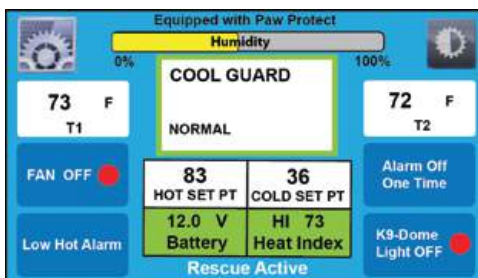 Equipped with Paw Protect
Humidity
0%
100%
COOL GUARD
NORMAL
73 F
T1
72 F
T2
FAN OFF
83
HOT SET PT
36
COLD SET PT
Alarm Off
One Time
Low Hot Alarm
12.0 V
Battery
HI 73
Heat Index
K9-Dome
Light OFF
Rescue Active